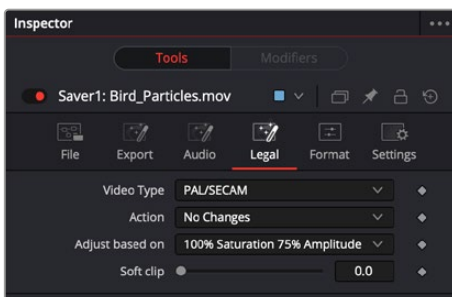 Inspector
Tools Modifiers
Saver1: Bird_Particles.mov
File Export Audio Legal Format Settings
Video Type PAL/SECAM
Action No Changes
Adjust based on 100% Saturation 75% Amplitude
Soft clip 0.0